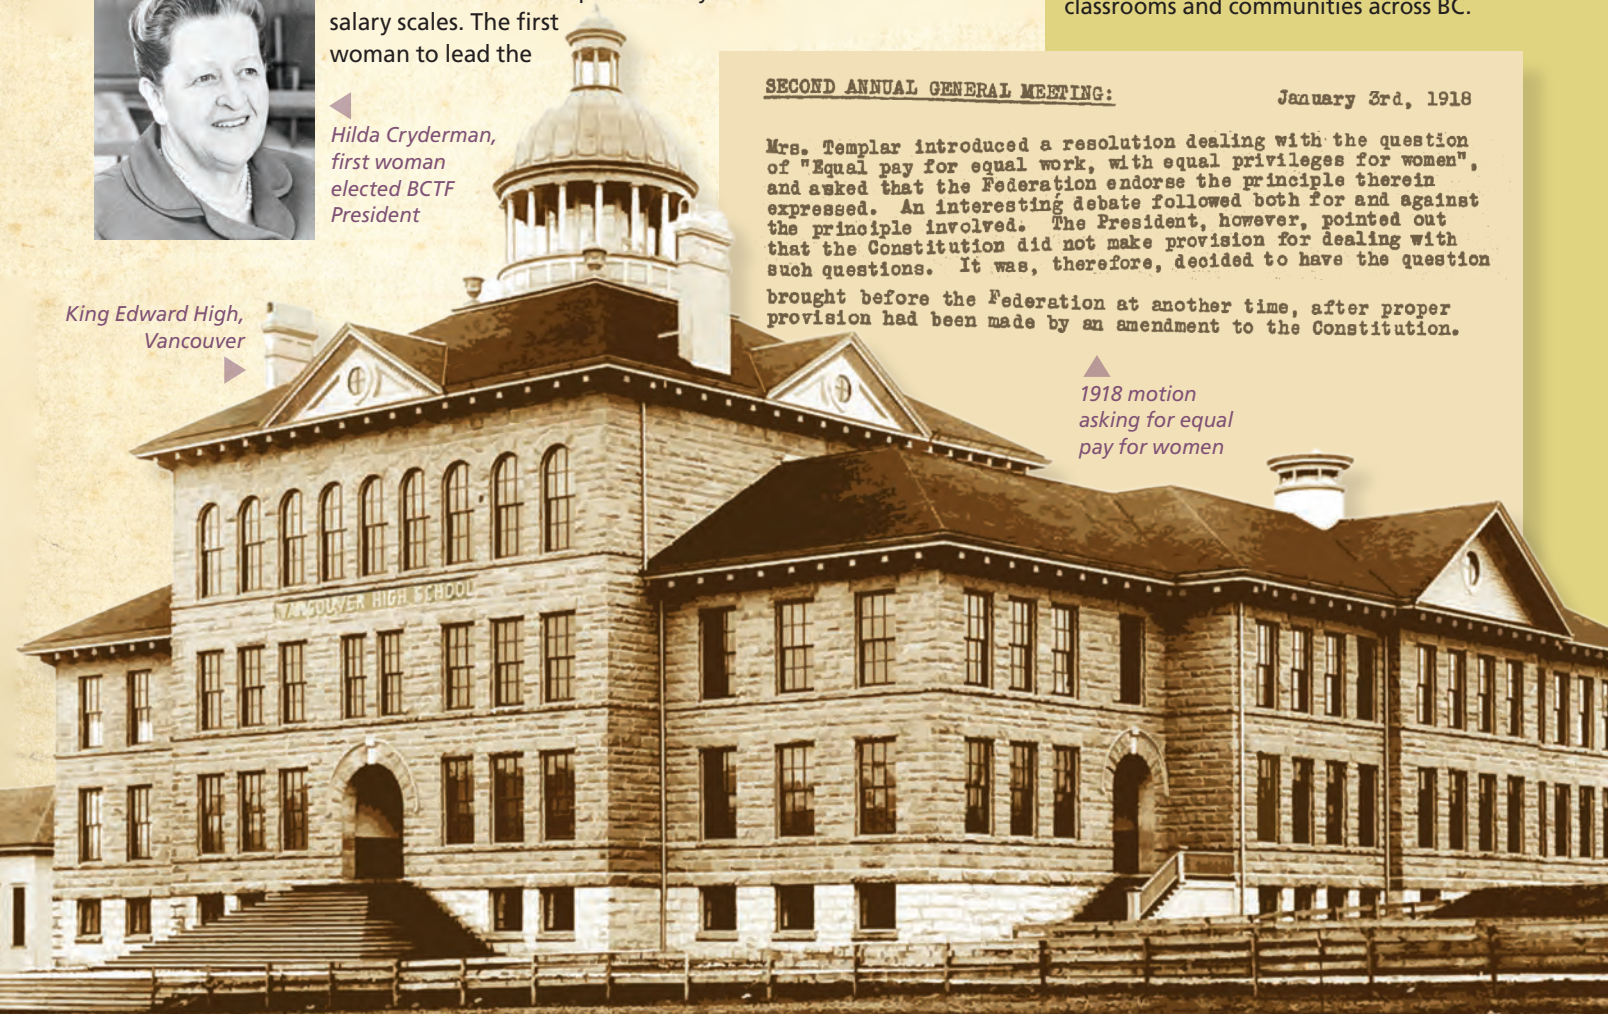 salary scales. The first
woman to lead the
classrooms and communities across BC.
Hilda Cryderman,
first woman
elected BCTF
President
King Edward High,
Vancouver
SECOND ANNUAL GENERAL MEETING:
January 3rd, 1918
Mrs. Templar introduced a resolution dealing with the question
of "Equal pay for equal work, with equal privileges for women",
and asked that the Federation endorse the principle therein
expressed. An interesting debate followed both for and against
the principle involved. The President, however, pointed out
that the Constitution did not make provision for dealing with
such questions. It was, therefore, decided to have the question
brought before the Federation at another time, after proper
provision had been made by an amendment to the Constitution.
1918 motion
asking for equal
pay for women
VANCOUVER HIGH SCHOOL